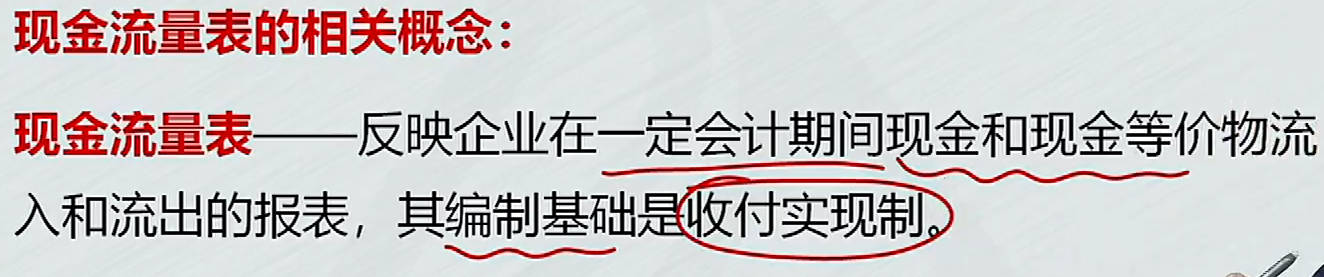 现金流量表的相关概念：
现金流量表——反映企业在一定会计期间现金和现金等价物流
入和流出的报表，其编制基础是收付实现制。